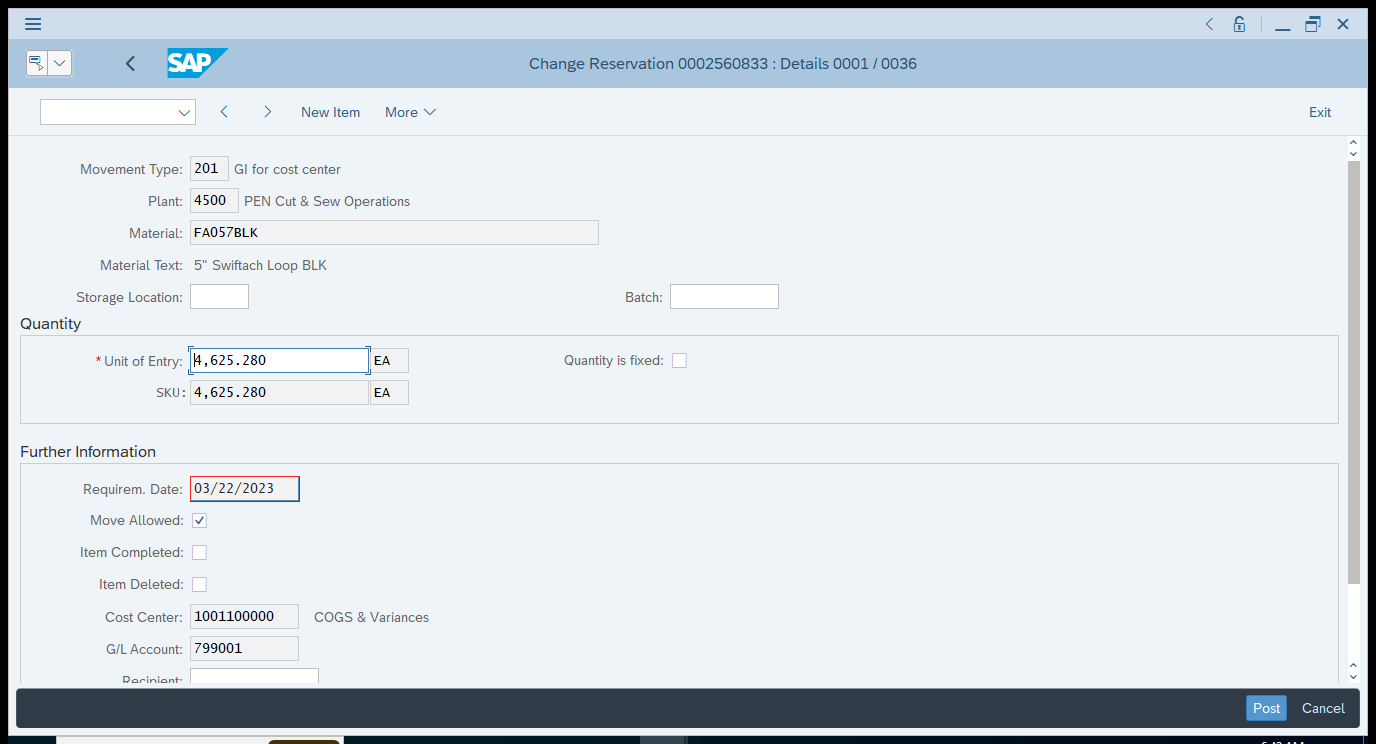 SAP
Change Reservation 0002560833 : Details 0001 / 0036
New Item More Exit
Movement Type: 201 GI for cost center
Plant: 4500 PEN Cut & Sew Operations
Material: FA057BLK
Material Text: 5" Swiftach Loop BLK
Storage Location: Batch:
Quantity
* Unit of Entry: 4,625.280 EA Quantity is fixed:
SKU: 4,625.280 EA
Further Information
Requirem. Date: 03/22/2023
Move Allowed:
Item Completed:
Item Deleted:
Cost Center: 1001100000 COGS & Variances
G/L Account: 799001
Recipient:
Post Cancel